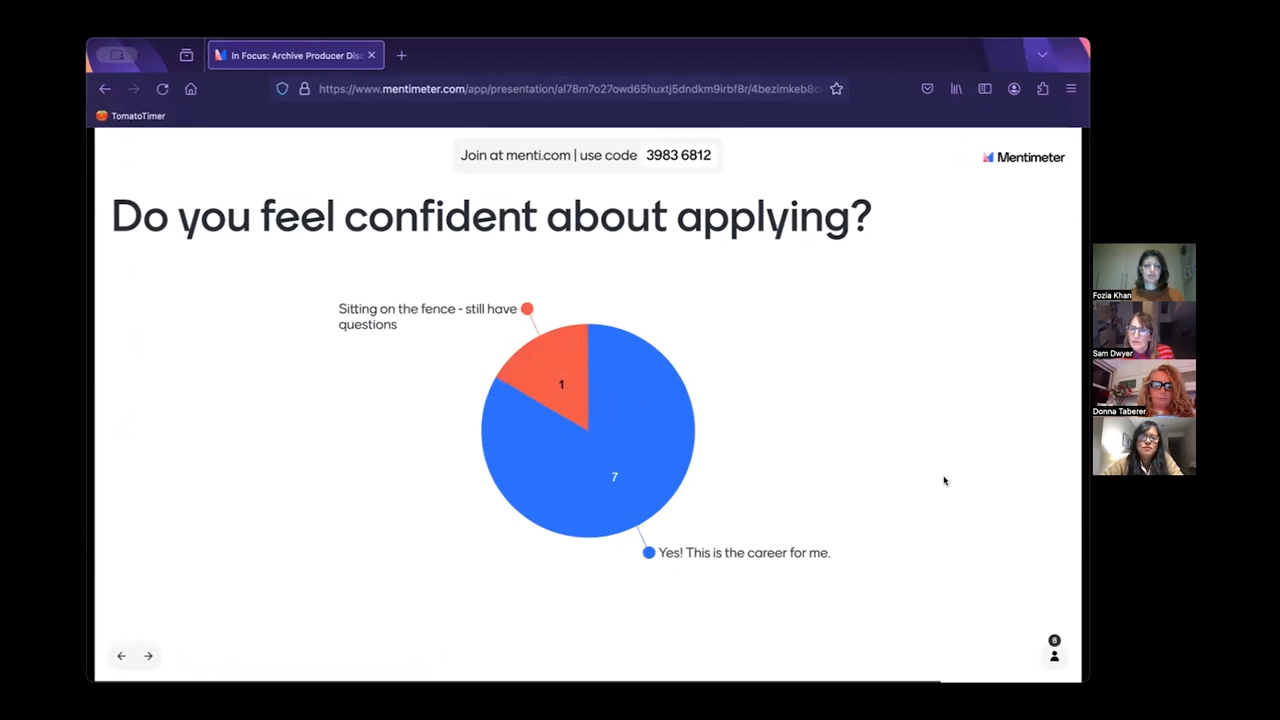 In Focus: Archive Producer Disc
https://www.mentimeter.com/app/presentation/al78m7o27owd65huxtj5dndkm9irbf8r/4bezimkeb8c
TomatoTimer
Join at menti.com | use code 3983 6812
Mentimeter
Do you feel confident about applying?
Sitting on the fence - still have
questions
1
7
Yes! This is the career for me.
Fozia Khan
Sam Dwyer
Donna Taberer
6